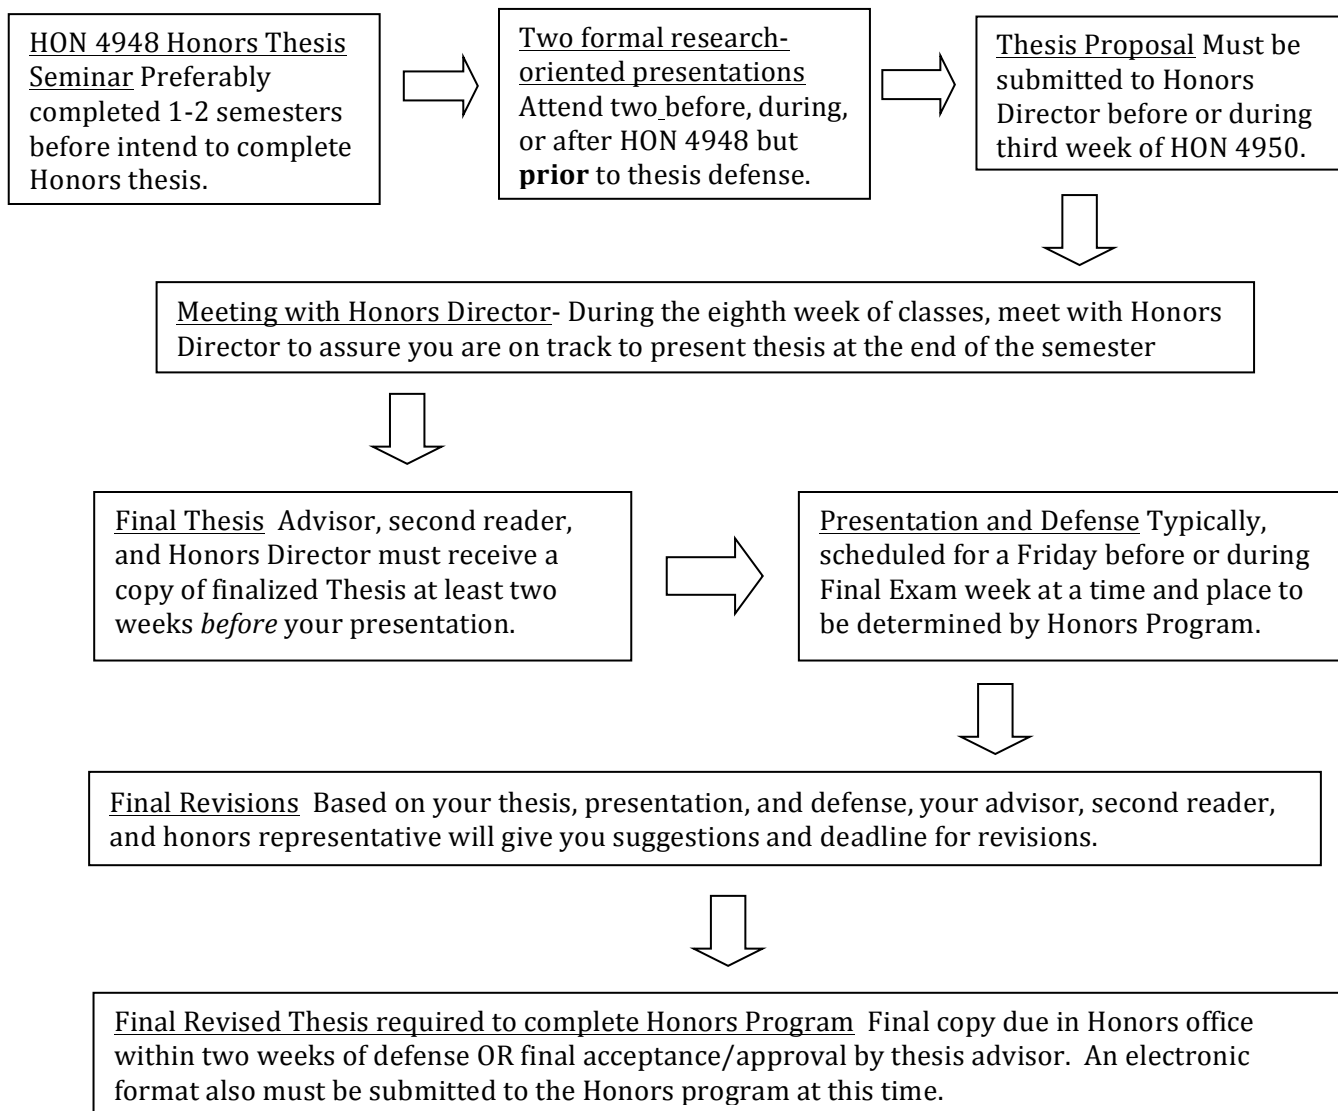 HON 4948 Honors Thesis
Seminar Preferably
completed 1-2 semesters
before intend to complete
Honors thesis.
Two formal research-
oriented presentations
Attend two before, during,
or after HON 4948 but
prior to thesis defense.
Thesis Proposal Must be
submitted to Honors
Director before or during
third week of HON 4950.
Meeting with Honors Director- During the eighth week of classes, meet with Honors
Director to assure you are on track to present thesis at the end of the semester
Final Thesis  Advisor, second reader,
and Honors Director must receive a
copy of finalized Thesis at least two
weeks before your presentation.
Presentation and Defense Typically,
scheduled for a Friday before or during
Final Exam week at a time and place to
be determined by Honors Program.
Final Revisions  Based on your thesis, presentation, and defense, your advisor, second reader,
and honors representative will give you suggestions and deadline for revisions.
Final Revised Thesis required to complete Honors Program  Final copy due in Honors office
within two weeks of defense OR final acceptance/approval by thesis advisor.  An electronic
format also must be submitted to the Honors program at this time.